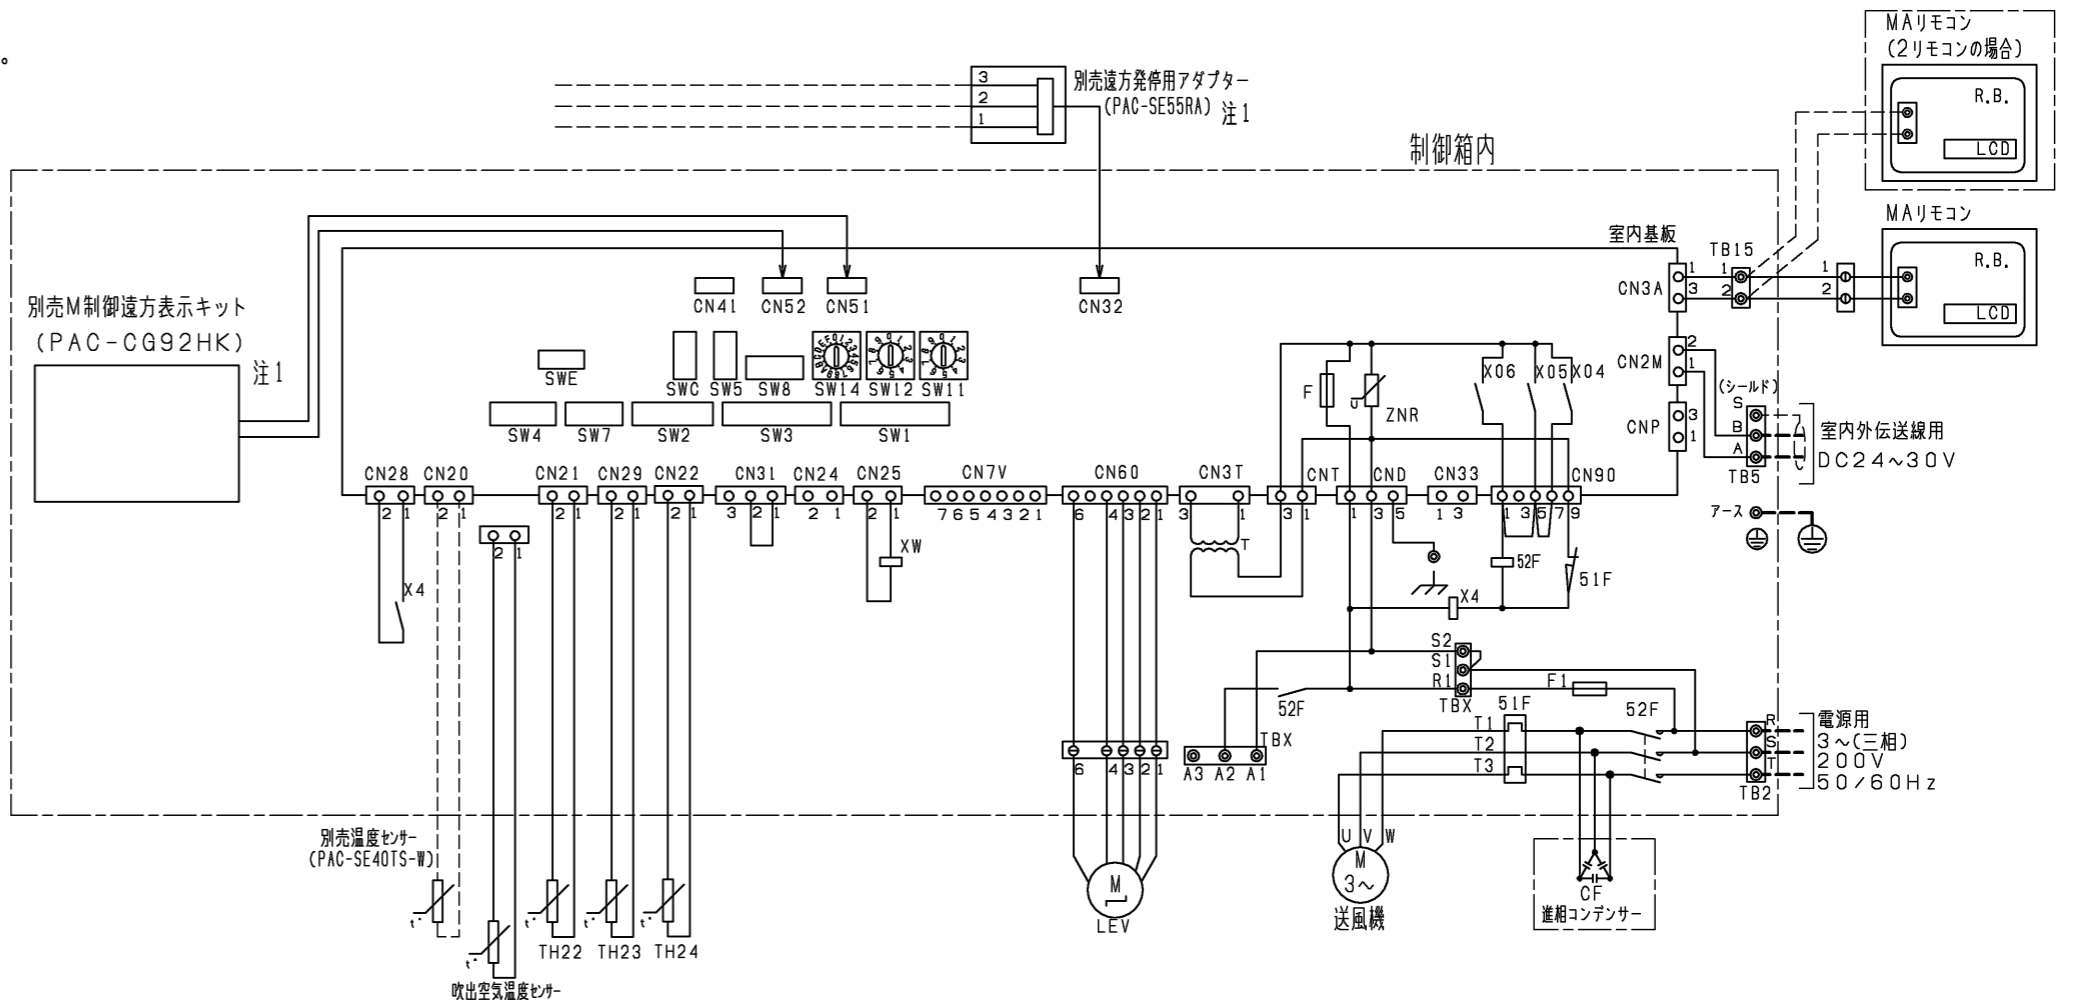 。
MAリモコン
(2リモコンの場合)
R.B.
LCD
3
2
1
別売遠方発停用アダプター
(PAC-SE55RA) 注1
制御箱内
MAリモコン
R.B.
LCD
室内基板
TB15
CN3A
1
3
1
2
1
2
別売M制御遠方表示キット
(PAC-CG92HK)
注1
CN41
CN52
CN51
CN32
SWE
SWC
SW5
SW8
SW14
SW12
SW11
SW4
SW7
SW2
SW3
SW1
F
U
ZNR
X06
X05
X04
CN2M
2
1
CNP
3
1
(シールド)
S
B
A
TB5
室内外伝送線用
DC24~30V
アース
CN28
CN20
CN21
CN29
CN22
CN31
CN24
CN25
CN7V
CN60
CN3T
CNT
CND
CN33
CN90
2 1
2 1
2 1
2 1
2 1
3 2 1
2 1
2 1
7 6 5 4 3 2 1
6 4 3 2 1
3 1
3 1
1 3 5
1 3
1 3 5 7 9
2 1
X4
XW
T
52F
51F
X4
S2
S1
R1
TBX
F1
52F
51F
52F
TBX
A3 A2 A1
T1
T2
T3
R
S
T
TB2
電源用
3~(三相)
200V
50/60Hz
6 4 3 2 1
別売温度センサー
(PAC-SE40TS-W)
t°
t°
t°
t°
t°
TH22
TH23
TH24
吹出空気温度センサー
M
LEV
U V W
M
3~
送風機
CF
進相コンデンサー